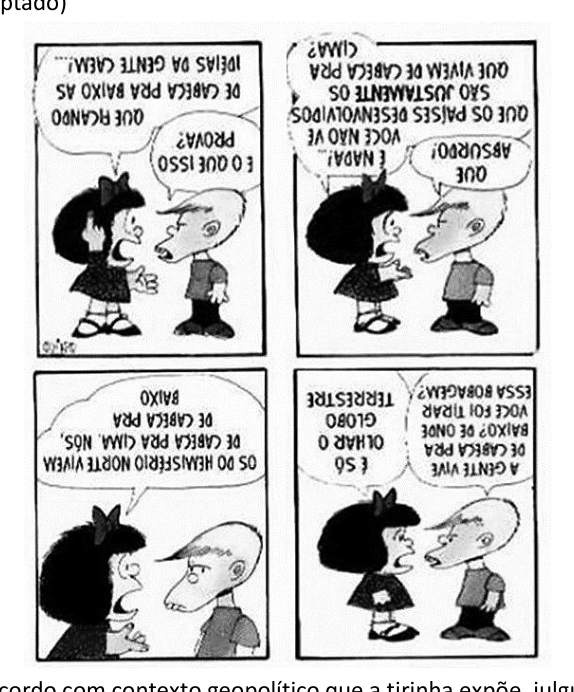 ptado)
OS DO HEMISFÉRIO NORTE VIVEM
DE CABEÇA PRA CIMA. NÓS,
DE CABEÇA PRA
BAIXO
A GENTE VIVE
DE CABEÇA PRA
BAIXO? DE ONDE
VOCÊ FOI TIRAR
ESSA BOBAGEM?
É SÓ
OLHAR O
GLOBO
TERRESTRE
QUE
ABSURDO!
É NADA!...
VOCÊ NÃO VÊ
QUE OS PAÍSES DESENVOLVIDOS
SÃO JUSTAMENTE OS
QUE VIVEM DE CABEÇA PRA
CIMA?
E O QUE ISSO
PROVA?
QUE FICANDO
DE CABEÇA PRA BAIXO AS
IDÉIAS DA GENTE CAEM!...
QUINO
cordo com contexto geopolítico que a tirinha expõe, julgu